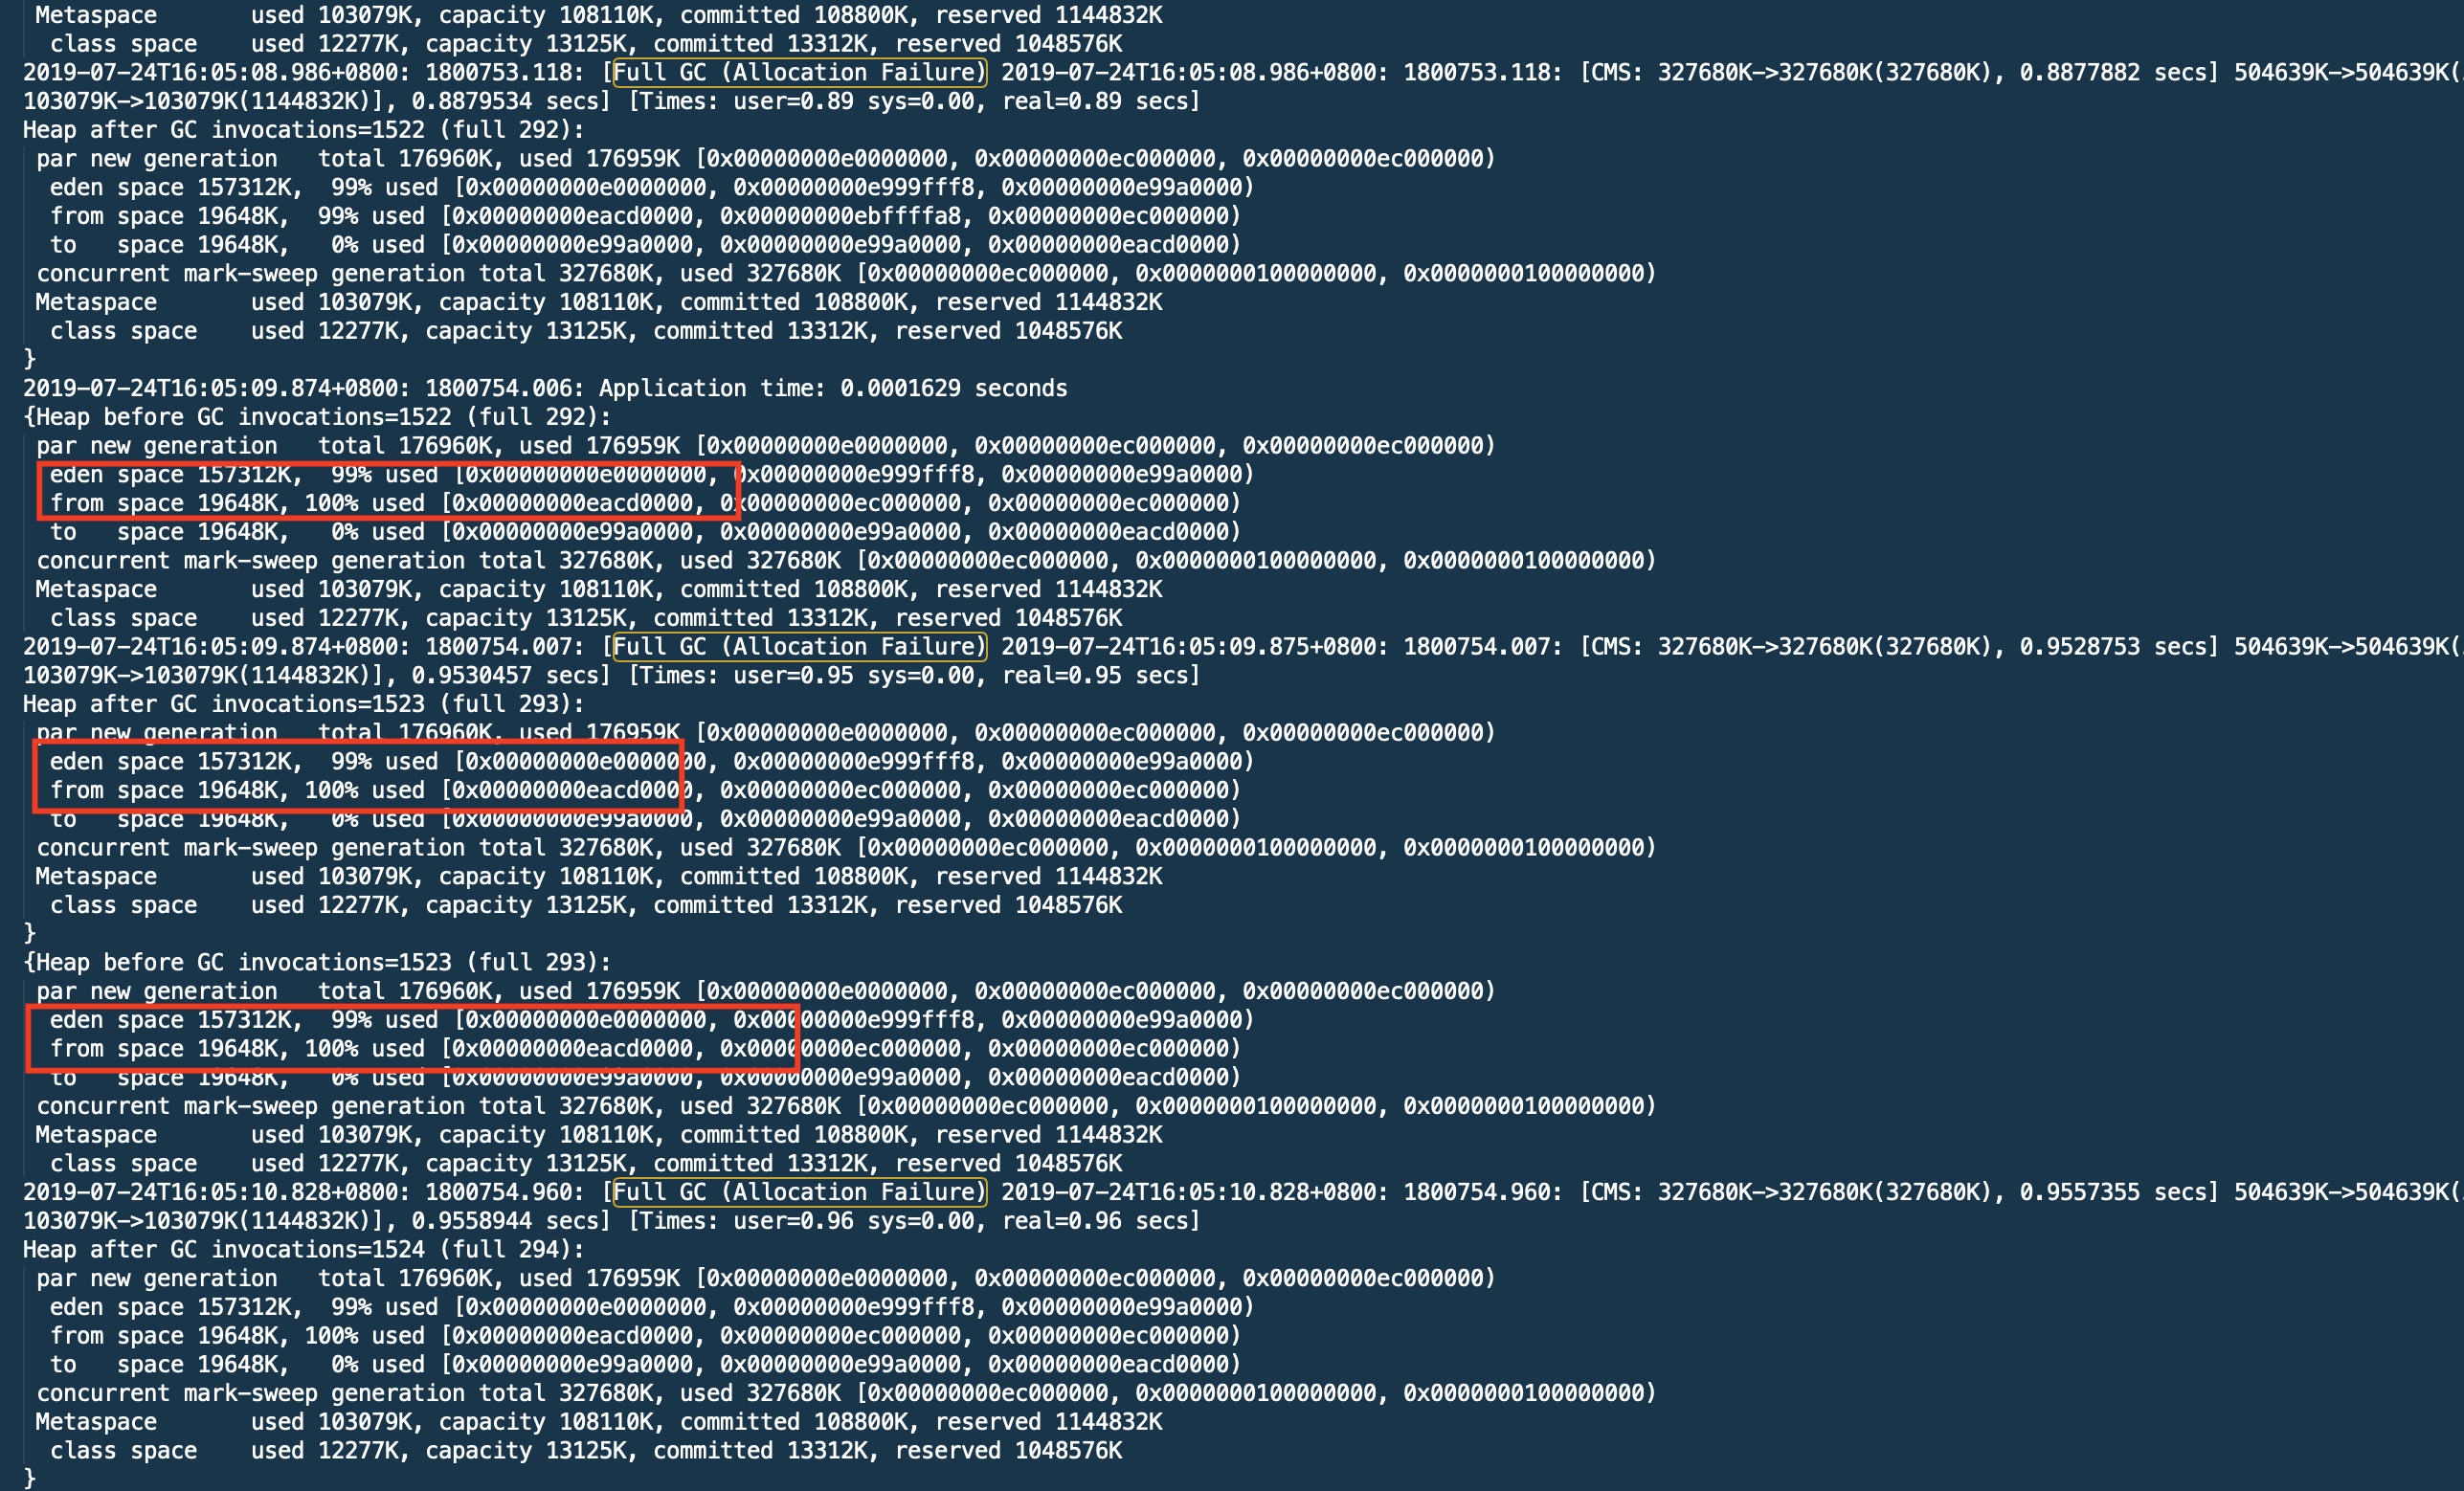 Metaspace       used 103079K, capacity 108110K, committed 108800K, reserved 1144832K
  class space    used 12277K, capacity 13125K, committed 13312K, reserved 1048576K
2019-07-24T16:05:08.986+0800: 1800753.118: [Full GC (Allocation Failure) 2019-07-24T16:05:08.986+0800: 1800753.118: [CMS: 327680K->327680K(327680K), 0.8877882 secs] 504639K->504639K(
103079K->103079K(1144832K)], 0.8879534 secs] [Times: user=0.89 sys=0.00, real=0.89 secs]
Heap after GC invocations=1522 (full 292):
 par new generation   total 176960K, used 176959K [0x00000000e0000000, 0x00000000ec000000, 0x00000000ec000000)
  eden space 157312K,  99% used [0x00000000e0000000, 0x00000000e999fff8, 0x00000000e99a0000)
  from space 19648K,  99% used [0x00000000eacd0000, 0x00000000ebffffa8, 0x00000000ec000000)
  to   space 19648K,   0% used [0x00000000e99a0000, 0x00000000e99a0000, 0x00000000eacd0000)
 concurrent mark-sweep generation total 327680K, used 327680K [0x00000000ec000000, 0x0000000100000000, 0x0000000100000000)
 Metaspace       used 103079K, capacity 108110K, committed 108800K, reserved 1144832K
  class space    used 12277K, capacity 13125K, committed 13312K, reserved 1048576K
}
2019-07-24T16:05:09.874+0800: 1800754.006: Application time: 0.0001629 seconds
{Heap before GC invocations=1522 (full 292):
 par new generation   total 176960K, used 176959K [0x00000000e0000000, 0x00000000ec000000, 0x00000000ec000000)
  eden space 157312K,  99% used [0x00000000e0000000, 0x00000000e999fff8, 0x00000000e99a0000)
  from space 19648K, 100% used [0x00000000eacd0000, 0x00000000ec000000, 0x00000000ec000000)
  to   space 19648K,   0% used [0x00000000e99a0000, 0x00000000e99a0000, 0x00000000eacd0000)
 concurrent mark-sweep generation total 327680K, used 327680K [0x00000000ec000000, 0x0000000100000000, 0x0000000100000000)
 Metaspace       used 103079K, capacity 108110K, committed 108800K, reserved 1144832K
  class space    used 12277K, capacity 13125K, committed 13312K, reserved 1048576K
2019-07-24T16:05:09.874+0800: 1800754.007: [Full GC (Allocation Failure) 2019-07-24T16:05:09.875+0800: 1800754.007: [CMS: 327680K->327680K(327680K), 0.9528753 secs] 504639K->504639K(
103079K->103079K(1144832K)], 0.9530457 secs] [Times: user=0.95 sys=0.00, real=0.95 secs]
Heap after GC invocations=1523 (full 293):
 par new generation   total 176960K, used 176959K [0x00000000e0000000, 0x00000000ec000000, 0x00000000ec000000)
  eden space 157312K,  99% used [0x00000000e0000000, 0x00000000e999fff8, 0x00000000e99a0000)
  from space 19648K, 100% used [0x00000000eacd0000, 0x00000000ec000000, 0x00000000ec000000)
  to   space 19648K,   0% used [0x00000000e99a0000, 0x00000000e99a0000, 0x00000000eacd0000)
 concurrent mark-sweep generation total 327680K, used 327680K [0x00000000ec000000, 0x0000000100000000, 0x0000000100000000)
 Metaspace       used 103079K, capacity 108110K, committed 108800K, reserved 1144832K
  class space    used 12277K, capacity 13125K, committed 13312K, reserved 1048576K
}
{Heap before GC invocations=1523 (full 293):
 par new generation   total 176960K, used 176959K [0x00000000e0000000, 0x00000000ec000000, 0x00000000ec000000)
  eden space 157312K,  99% used [0x00000000e0000000, 0x00000000e999fff8, 0x00000000e99a0000)
  from space 19648K, 100% used [0x00000000eacd0000, 0x00000000ec000000, 0x00000000ec000000)
  to   space 19648K,   0% used [0x00000000e99a0000, 0x00000000e99a0000, 0x00000000eacd0000)
 concurrent mark-sweep generation total 327680K, used 327680K [0x00000000ec000000, 0x0000000100000000, 0x0000000100000000)
 Metaspace       used 103079K, capacity 108110K, committed 108800K, reserved 1144832K
  class space    used 12277K, capacity 13125K, committed 13312K, reserved 1048576K
2019-07-24T16:05:10.828+0800: 1800754.960: [Full GC (Allocation Failure) 2019-07-24T16:05:10.828+0800: 1800754.960: [CMS: 327680K->327680K(327680K), 0.9557355 secs] 504639K->504639K(
103079K->103079K(1144832K)], 0.9558944 secs] [Times: user=0.96 sys=0.00, real=0.96 secs]
Heap after GC invocations=1524 (full 294):
 par new generation   total 176960K, used 176959K [0x00000000e0000000, 0x00000000ec000000, 0x00000000ec000000)
  eden space 157312K,  99% used [0x00000000e0000000, 0x00000000e999fff8, 0x00000000e99a0000)
  from space 19648K, 100% used [0x00000000eacd0000, 0x00000000ec000000, 0x00000000ec000000)
  to   space 19648K,   0% used [0x00000000e99a0000, 0x00000000e99a0000, 0x00000000eacd0000)
 concurrent mark-sweep generation total 327680K, used 327680K [0x00000000ec000000, 0x0000000100000000, 0x0000000100000000)
 Metaspace       used 103079K, capacity 108110K, committed 108800K, reserved 1144832K
  class space    used 12277K, capacity 13125K, committed 13312K, reserved 1048576K
}